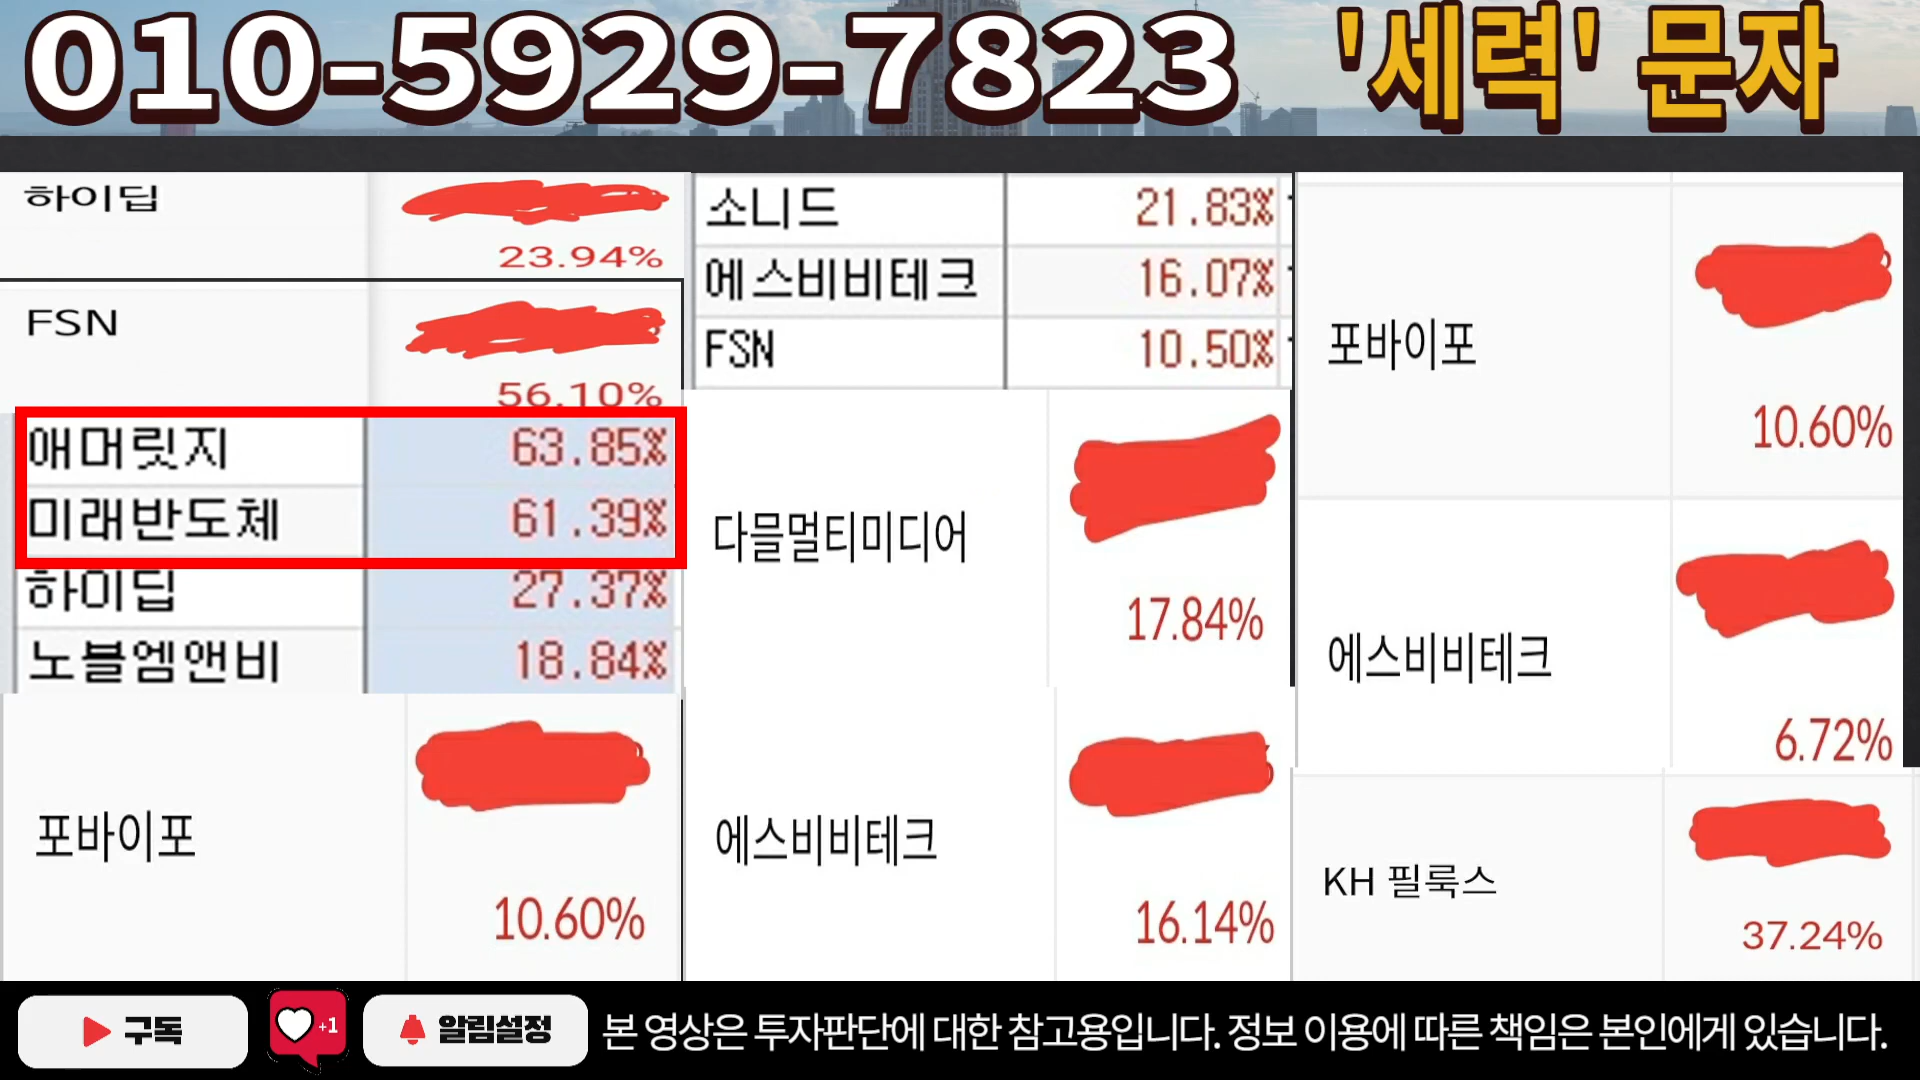 010-5929-7823 '세력' 문자
하이딥
23.94%
FSN
56.10%
애머릿지 63.85%
미래반도체 61.39%
하이딥 27.37%
노블엠앤비 18.84%
포바이포
10.60%
소니드 21.83%
에스비비테크 16.07%
FSN 10.50%
다믈멀티미디어
17.84%
에스비비테크
16.14%
포바이포
10.60%
에스비비테크
6.72%
KH 필룩스
37.24%
구독 +1 알림설정 본 영상은 투자판단에 대한 참고용입니다. 정보 이용에 따른 책임은 본인에게 있습니다.